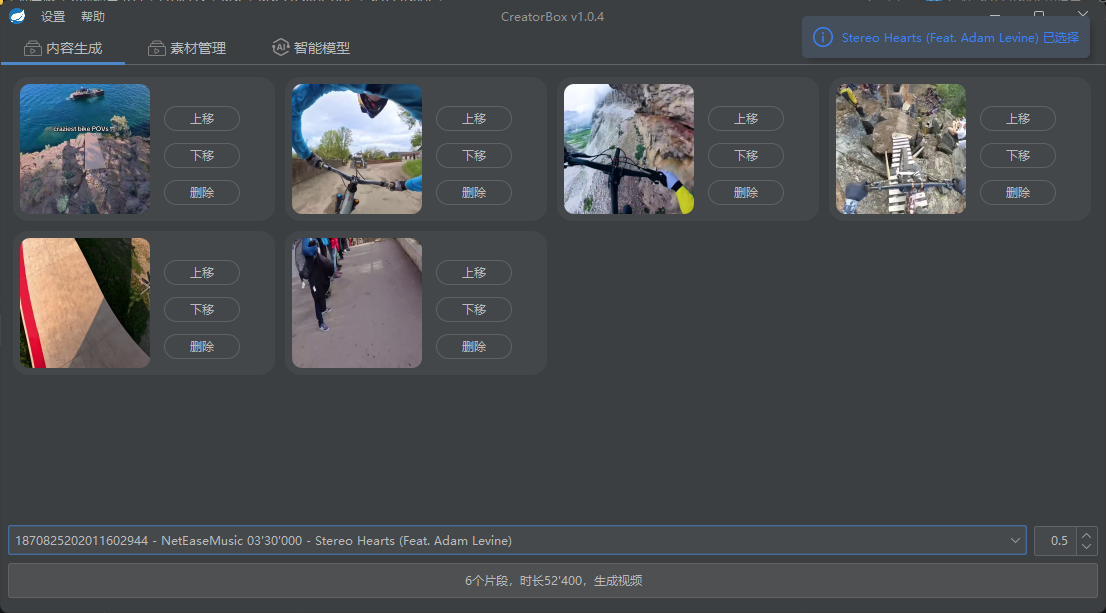 设置 帮助
CreatorBox v1.0.4
Stereo Hearts (Feat. Adam Levine) 已选择
内容生成 素材管理 智能模型
craziest bike POVs
上移 上移 上移 上移
下移 下移 下移 下移
删除 删除 删除 删除
上移 上移
下移 下移
删除 删除
1870825202011602944 - NetEaseMusic 03'30'000 - Stereo Hearts (Feat. Adam Levine)
0.5
6个片段，时长52'400，生成视频